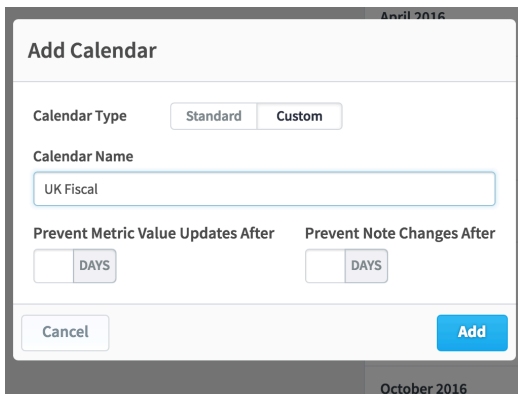 April 2016
Add Calendar
Calendar Type Standard Custom
Calendar Name
UK Fiscal
Prevent Metric Value Updates After Prevent Note Changes After
DAYS DAYS
Cancel Add
October 2016